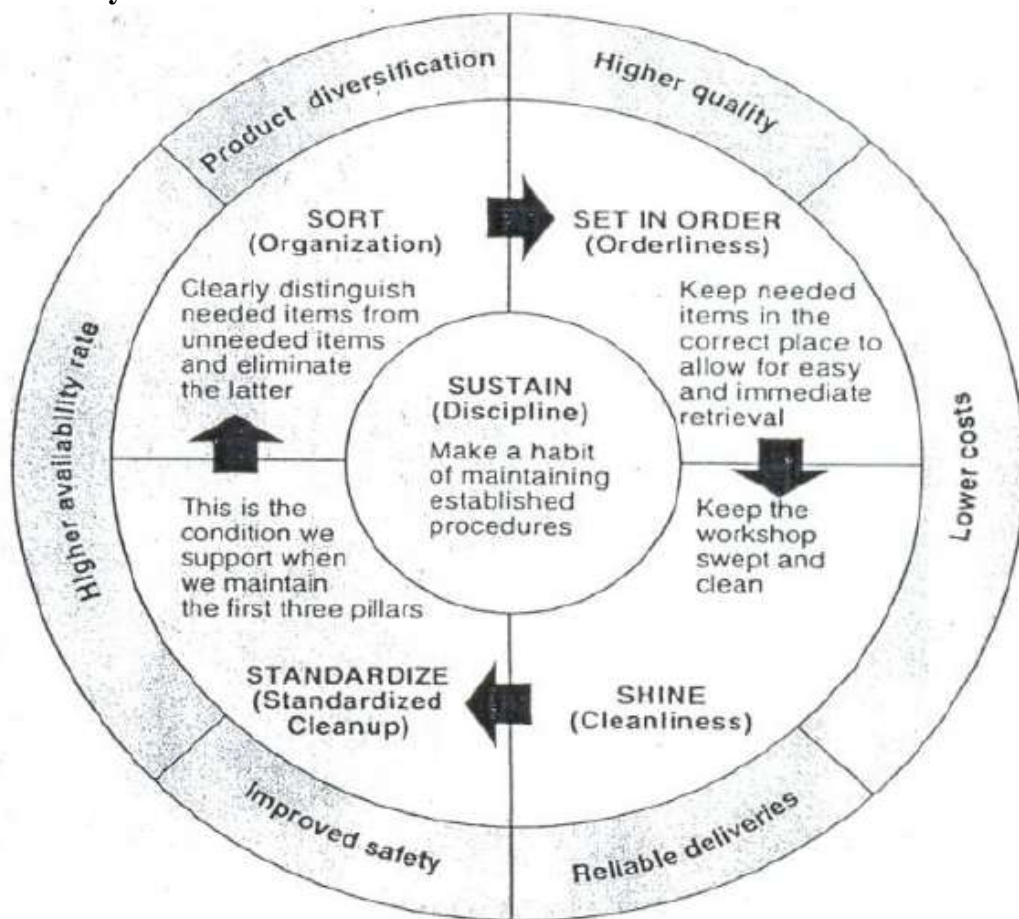 Product diversification
Higher quality
SORT
(Organization)
SET IN ORDER
(Orderliness)
Clearly distinguish
needed items from
unneeded items
and eliminate
the latter
Keep needed
items in the
correct place to
allow for easy
and immediate
retrieval
SUSTAIN
(Discipline)
Make a habit
of maintaining
established
procedures
Higher availability rate
Lower costs
This is the
condition we
support when
we maintain
the first three pillars
Keep the
workshop
swept and
clean
STANDARDIZE
(Standardized
Cleanup)
SHINE
(Cleanliness)
Improved safety
Reliable deliveries